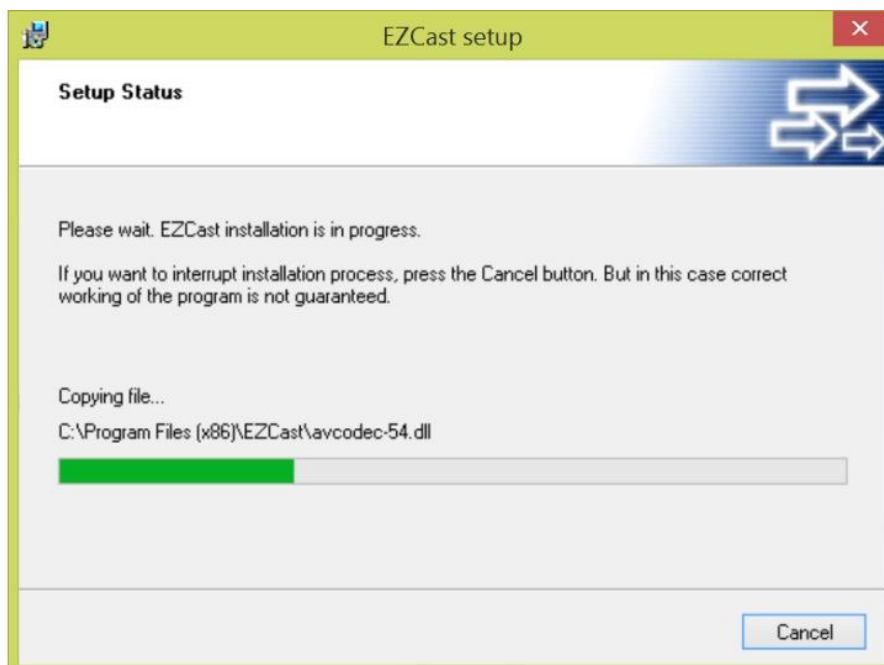 EZCast setup
Setup Status
Please wait. EZCast installation is in progress.
If you want to interrupt installation process, press the Cancel button. But in this case correct
working of the program is not guaranteed.
Copying file...
C:\Program Files (x86)\EZCast\avcodec-54.dll
Cancel